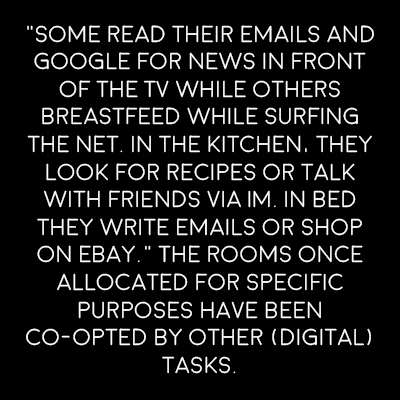 "SOME READ THEIR EMAILS AND
GOOGLE FOR NEWS IN FRONT
OF THE TV WHILE OTHERS
BREASTFEED WHILE SURFING
THE NET. IN THE KITCHEN, THEY
LOOK FOR RECIPES OR TALK
WITH FRIENDS VIA IM. IN BED
THEY WRITE EMAILS OR SHOP
ON EBAY." THE ROOMS ONCE
ALLOCATED FOR SPECIFIC
PURPOSES HAVE BEEN
CO-OPTED BY OTHER (DIGITAL)
TASKS.